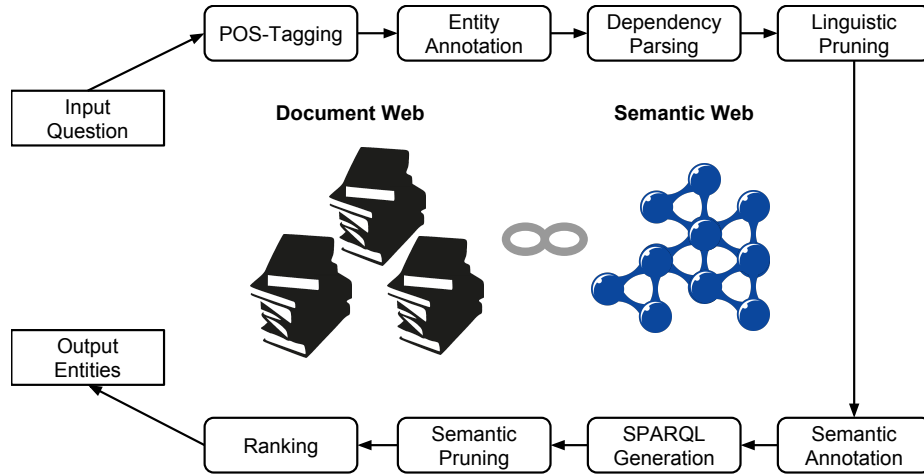 POS-Tagging
Entity
Annotation
Dependency
Parsing
Linguistic
Pruning
Input
Question
Document Web
Semantic Web
Output
Entities
Ranking
Semantic
Pruning
SPARQL
Generation
Semantic
Annotation